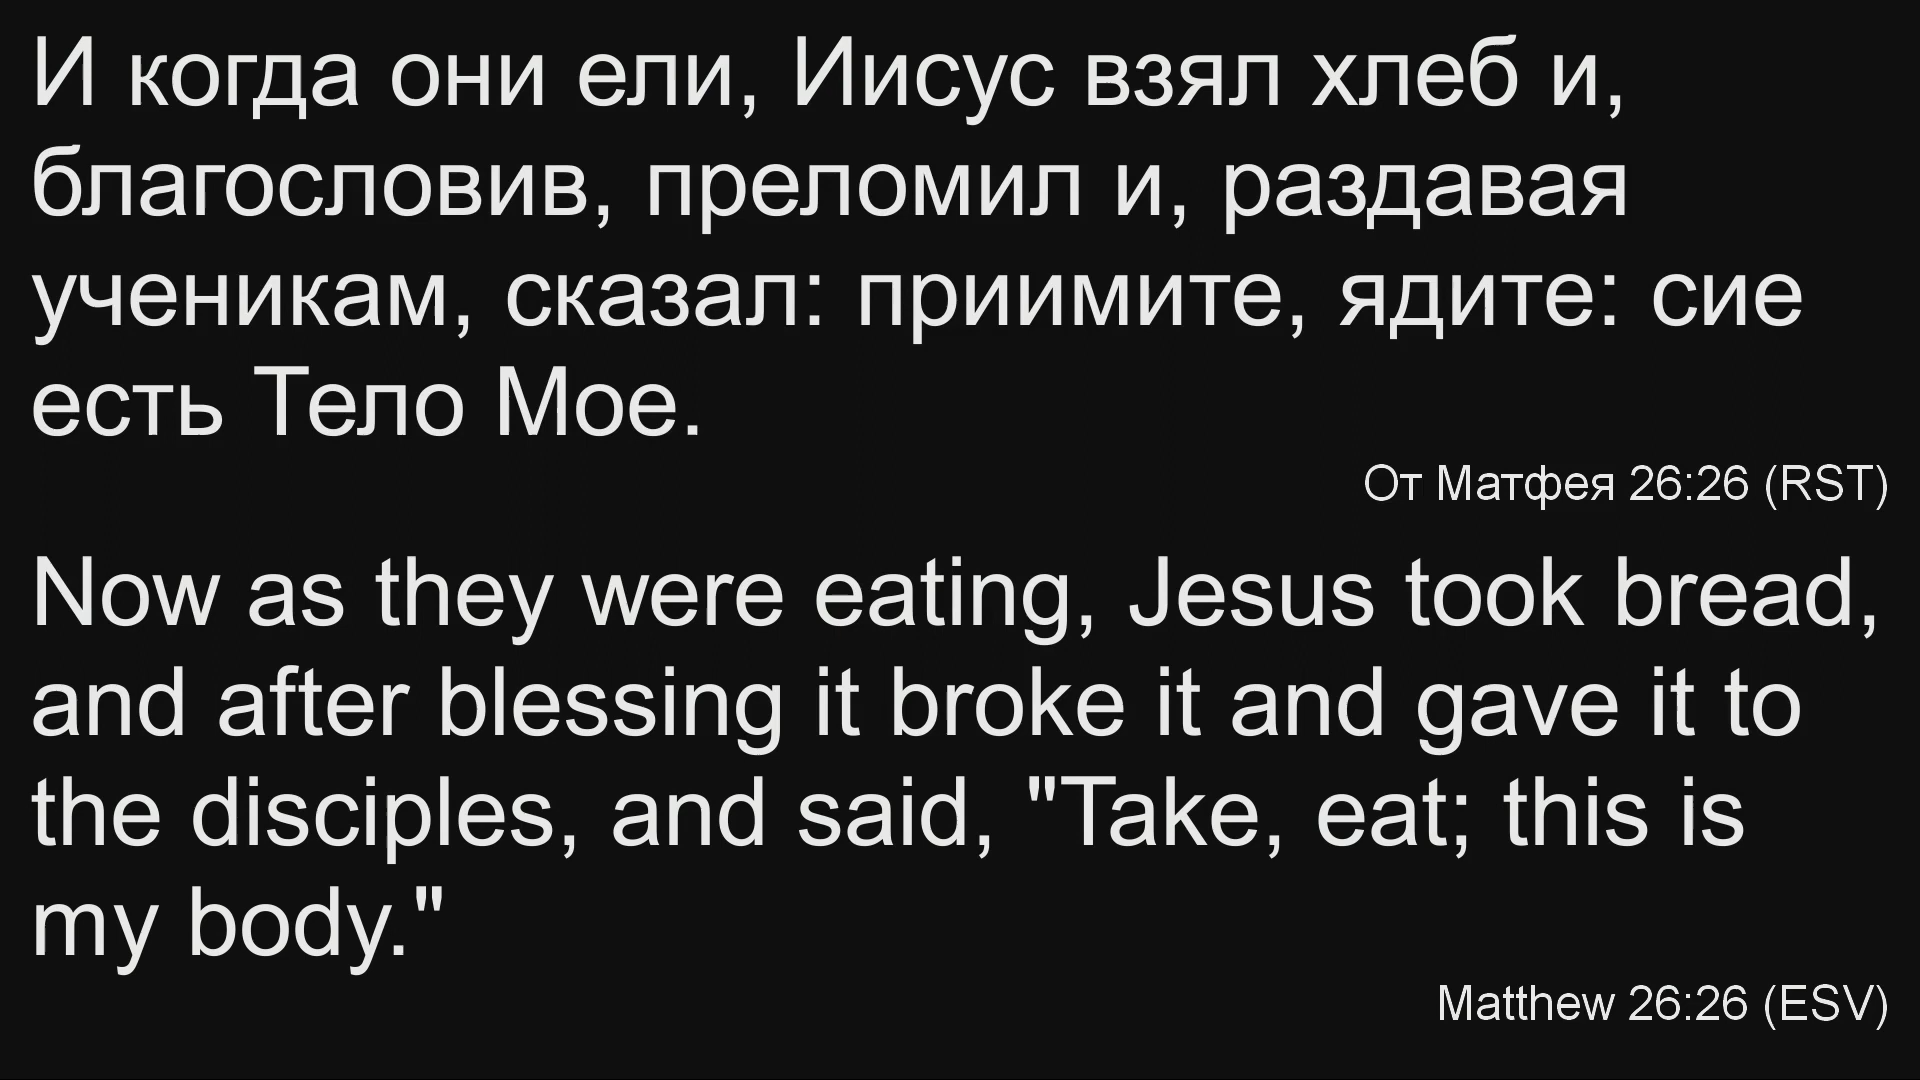 И когда они ели, Иисус взял хлеб и,
благословив, преломил и, раздавая
ученикам, сказал: приимите, ядите: сие
есть Тело Мое.
От Матфея 26:26 (RST)
Now as they were eating, Jesus took bread,
and after blessing it broke it and gave it to
the disciples, and said, "Take, eat; this is
my body."
Matthew 26:26 (ESV)